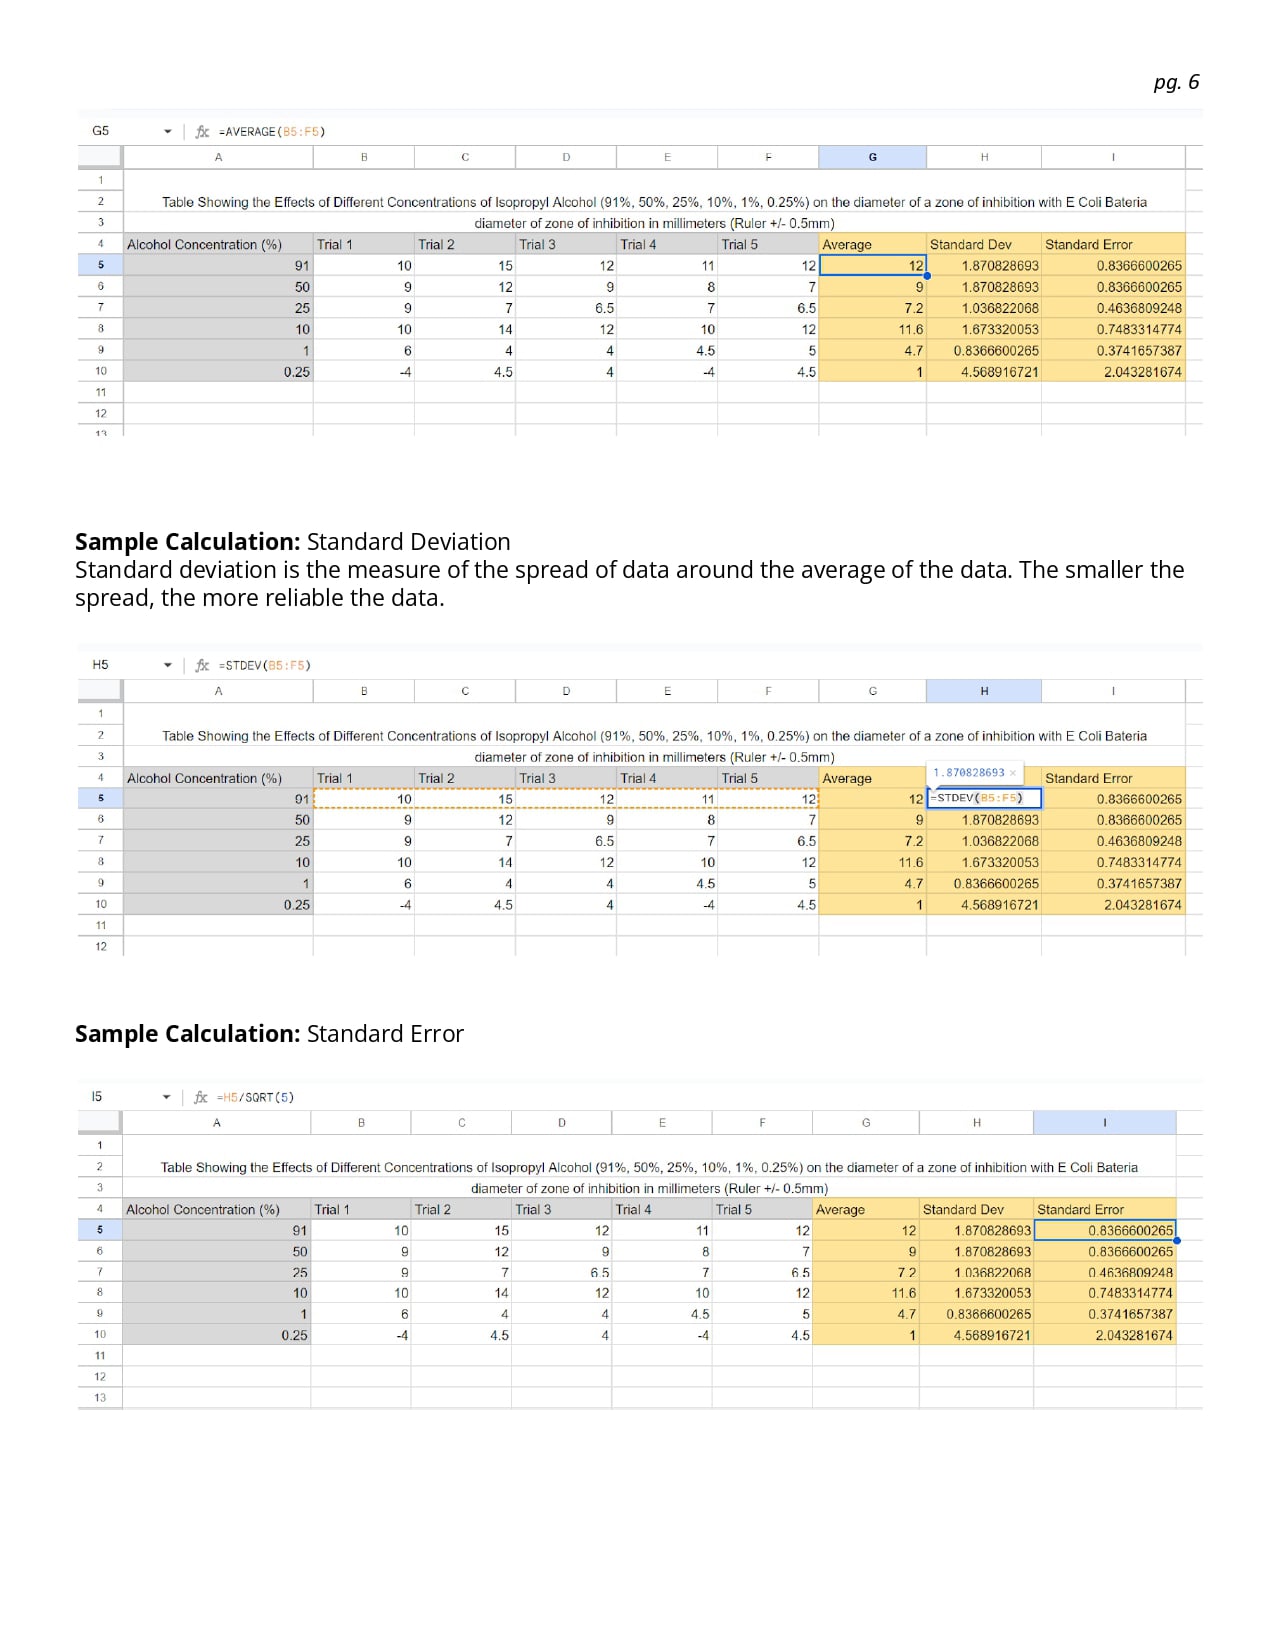 pg. 6
G5 fx =AVERAGE(B5:F5)
A B C D E F G H I
1
2 Table Showing the Effects of Different Concentrations of Isopropyl Alcohol (91%, 50%, 25%, 10%, 1%, 0.25%) on the diameter of a zone of inhibition with E Coli Bateria
3 diameter of zone of inhibition in millimeters (Ruler +/- 0.5mm)
4 Alcohol Concentration (%) Trial 1 Trial 2 Trial 3 Trial 4 Trial 5 Average Standard Dev Standard Error
5 91 10 15 12 11 12 12 1.870828693 0.8366600265
6 50 9 12 9 8 7 9 1.870828693 0.8366600265
7 25 9 7 6.5 7 6.5 7.2 1.036822068 0.4636809248
8 10 10 14 12 10 12 11.6 1.673320053 0.7483314774
9 1 6 4 4 4.5 5 4.7 0.8366600265 0.3741657387
10 0.25 -4 4.5 4 -4 4.5 1 4.568916721 2.043281674
11
12
13
Sample Calculation: Standard Deviation
Standard deviation is the measure of the spread of data around the average of the data. The smaller the
spread, the more reliable the data.
H5 fx =STDEV(B5:F5)
A B C D E F G H I
1
2 Table Showing the Effects of Different Concentrations of Isopropyl Alcohol (91%, 50%, 25%, 10%, 1%, 0.25%) on the diameter of a zone of inhibition with E Coli Bateria
3 diameter of zone of inhibition in millimeters (Ruler +/- 0.5mm)
4 Alcohol Concentration (%) Trial 1 Trial 2 Trial 3 Trial 4 Trial 5 Average 1.870828693 × Standard Error
5 91 10 15 12 11 12 12 =STDEV(B5:F5) 0.8366600265
6 50 9 12 9 8 7 9 1.870828693 0.8366600265
7 25 9 7 6.5 7 6.5 7.2 1.036822068 0.4636809248
8 10 10 14 12 10 12 11.6 1.673320053 0.7483314774
9 1 6 4 4 4.5 5 4.7 0.8366600265 0.3741657387
10 0.25 -4 4.5 4 -4 4.5 1 4.568916721 2.043281674
11
12
Sample Calculation: Standard Error
I5 fx =H5/SQRT(5)
A B C D E F G H I
1
2 Table Showing the Effects of Different Concentrations of Isopropyl Alcohol (91%, 50%, 25%, 10%, 1%, 0.25%) on the diameter of a zone of inhibition with E Coli Bateria
3 diameter of zone of inhibition in millimeters (Ruler +/- 0.5mm)
4 Alcohol Concentration (%) Trial 1 Trial 2 Trial 3 Trial 4 Trial 5 Average Standard Dev Standard Error
5 91 10 15 12 11 12 12 1.870828693 0.8366600265
6 50 9 12 9 8 7 9 1.870828693 0.8366600265
7 25 9 7 6.5 7 6.5 7.2 1.036822068 0.4636809248
8 10 10 14 12 10 12 11.6 1.673320053 0.7483314774
9 1 6 4 4 4.5 5 4.7 0.8366600265 0.3741657387
10 0.25 -4 4.5 4 -4 4.5 1 4.568916721 2.043281674
11
12
13